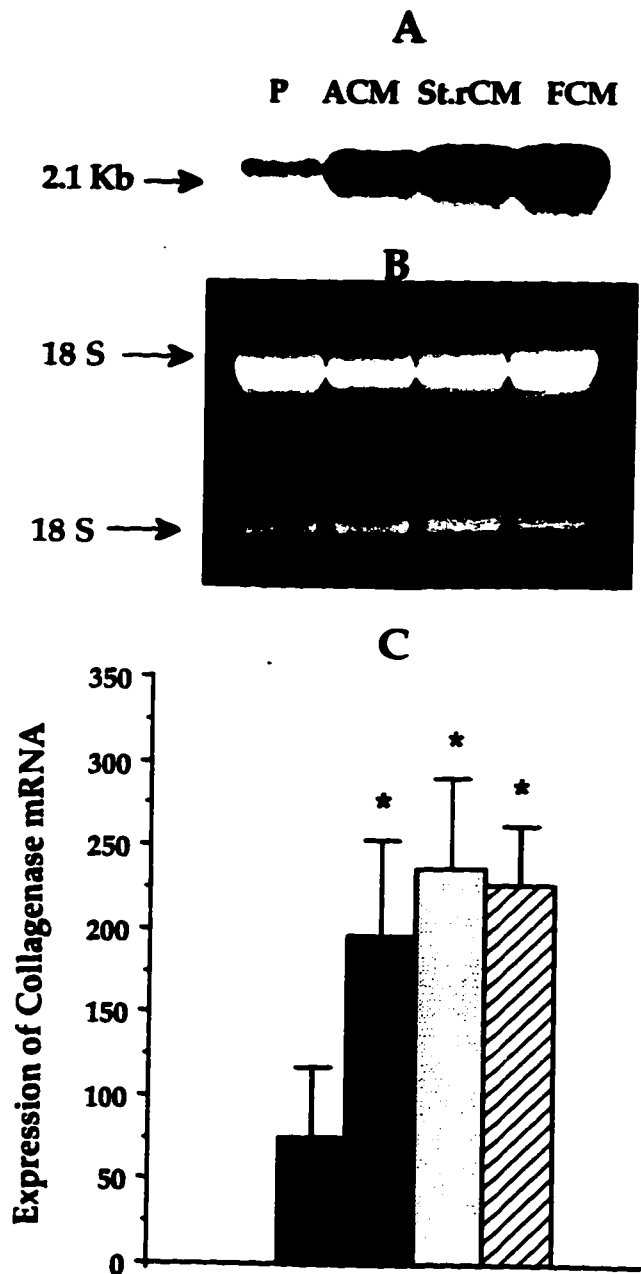 A
P ACM St.rCM FCM
2.1 Kb
B
18 S
18 S
C
Expression of Collagenase mRNA
350
300
250
200
150
100
50
0
*
*
*